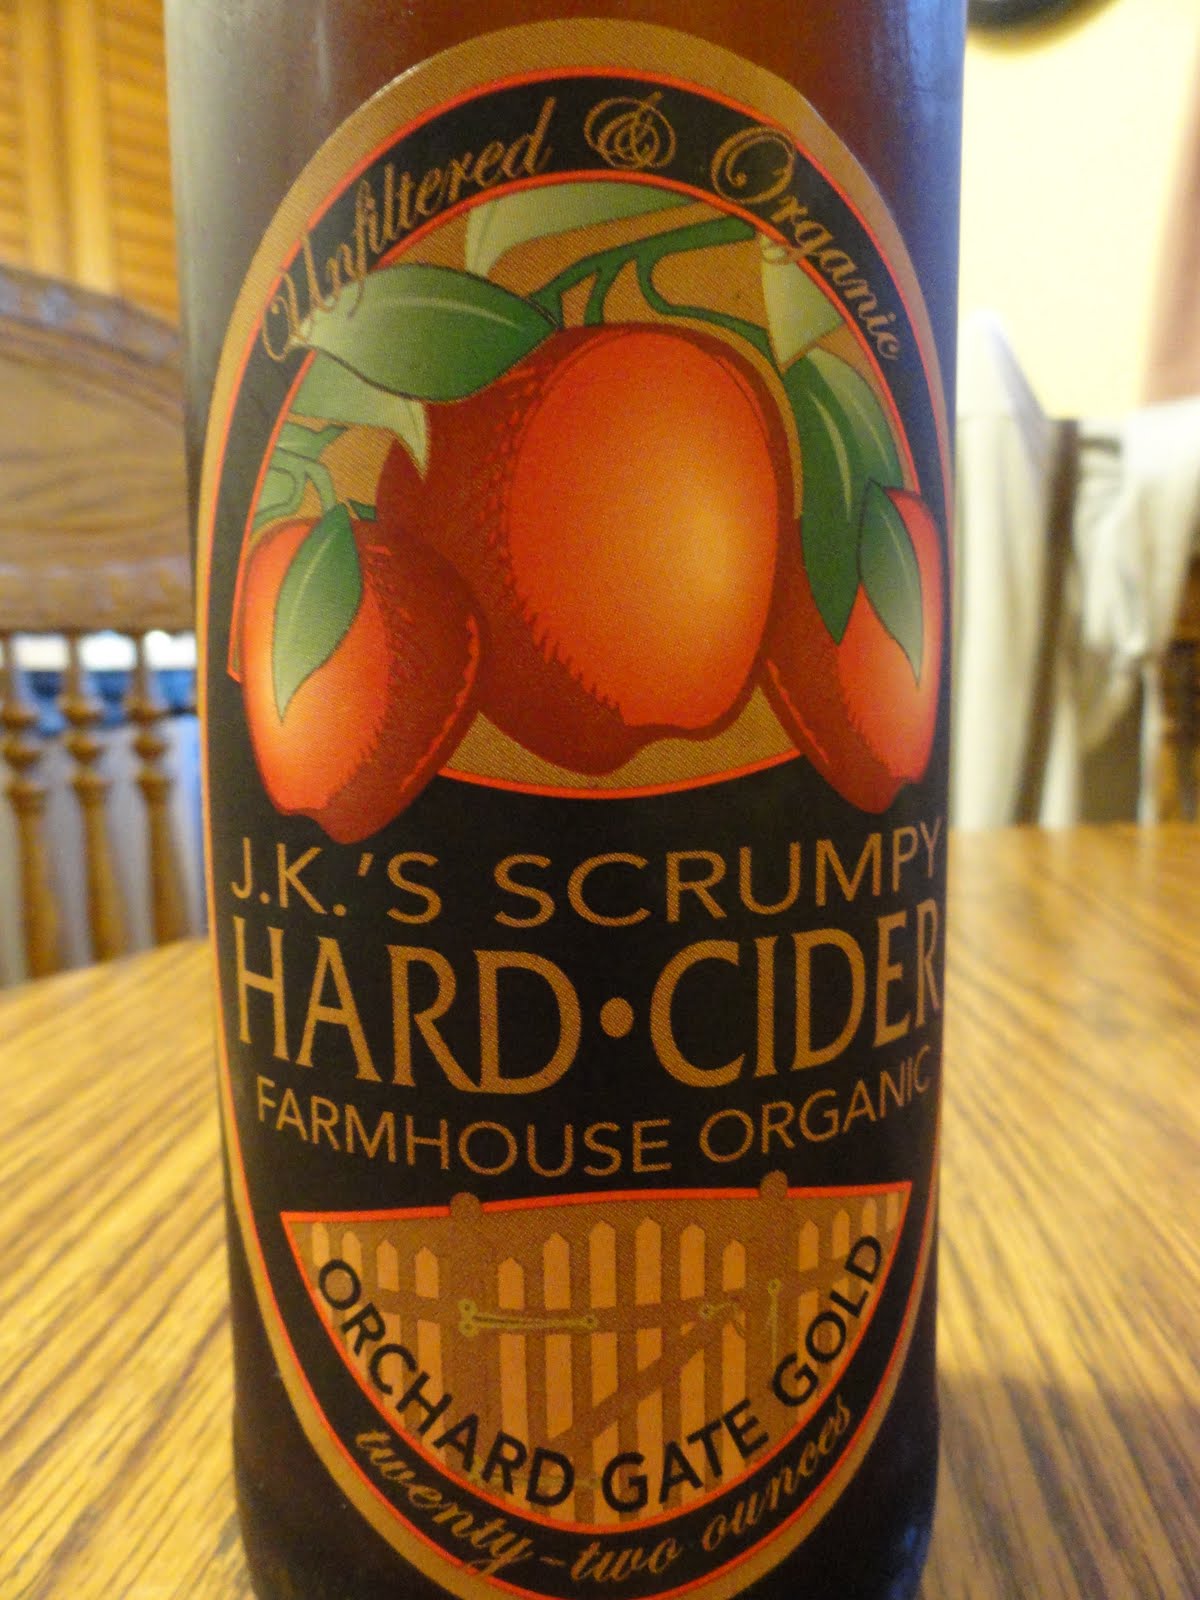 Unfiltered & Organic
J.K.'S SCRUMPY
HARD•CIDER
FARMHOUSE ORGANIC
ORCHARD GATE GOLD
twenty-two ounces